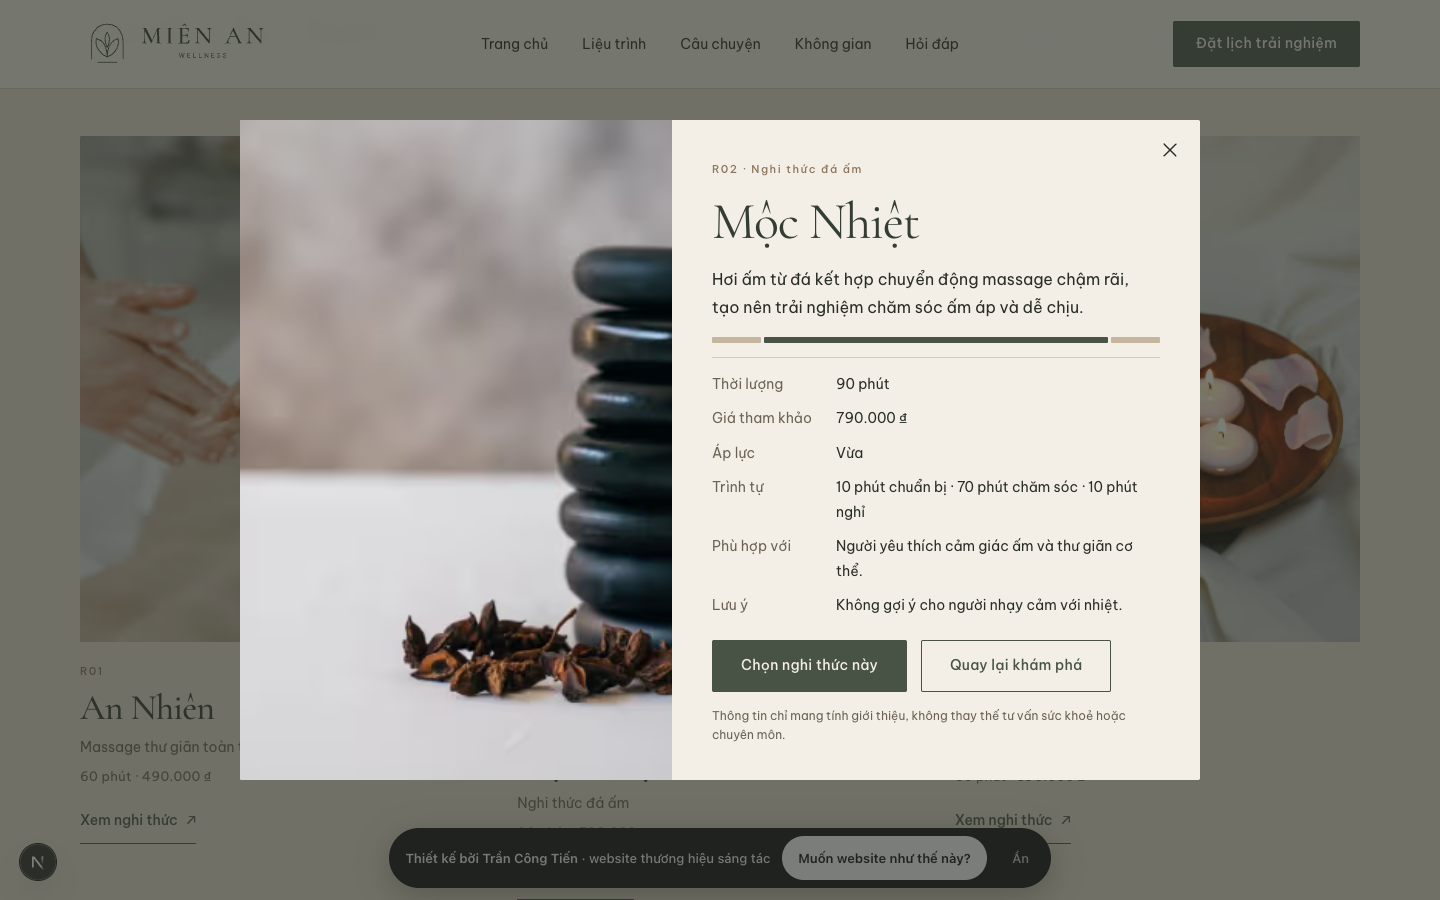 MIÊN AN
WELLNESS
Trang chủ
Liệu trình
Câu chuyện
Không gian
Hỏi đáp
Đặt lịch trải nghiệm
R02 · Nghi thức đá ấm
Mộc Nhiệt
Hơi ấm từ đá kết hợp chuyển động massage chậm rãi,
tạo nên trải nghiệm chăm sóc ấm áp và dễ chịu.
Thời lượng 90 phút
Giá tham khảo 790.000 ₫
Áp lực Vừa
Trình tự 10 phút chuẩn bị · 70 phút chăm sóc · 10 phút
nghỉ
Phù hợp với Người yêu thích cảm giác ấm và thư giãn cơ
thể.
Lưu ý Không gợi ý cho người nhạy cảm với nhiệt.
Chọn nghi thức này
Quay lại khám phá
Thông tin chỉ mang tính giới thiệu, không thay thế tư vấn sức khoẻ hoặc
chuyên môn.
R01
An Nhiên
Massage thư giãn toàn
60 phút · 490.000 ₫
Xem nghi thức
Nghi thức đá ấm
Xem nghi thức
Thiết kế bởi Trần Công Tiến · website thương hiệu sáng tác
Muốn website như thế này?
Ẩn
N